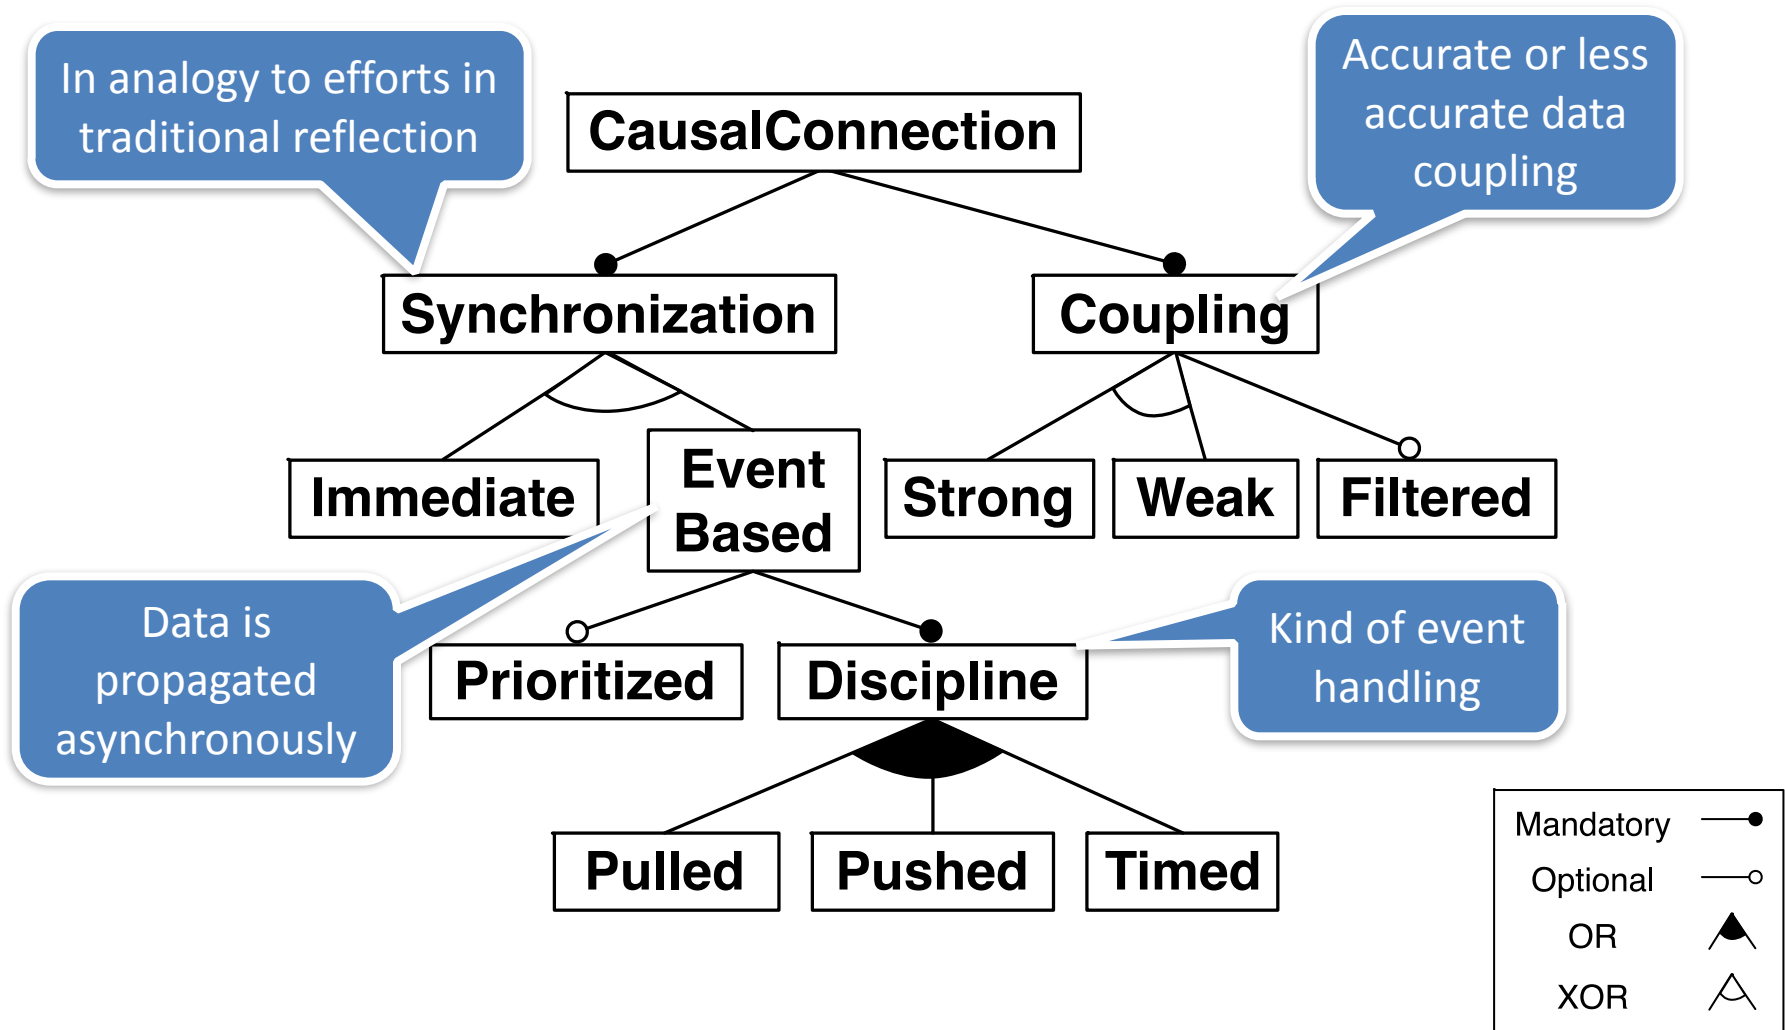 In analogy to efforts in
traditional reflection
Accurate or less
accurate data
coupling
CausalConnection
Synchronization
Coupling
Immediate
Event
Based
Strong
Weak
Filtered
Data is
propagated
asynchronously
Prioritized
Discipline
Kind of event
handling
Pulled
Pushed
Timed
Mandatory
Optional
OR
XOR